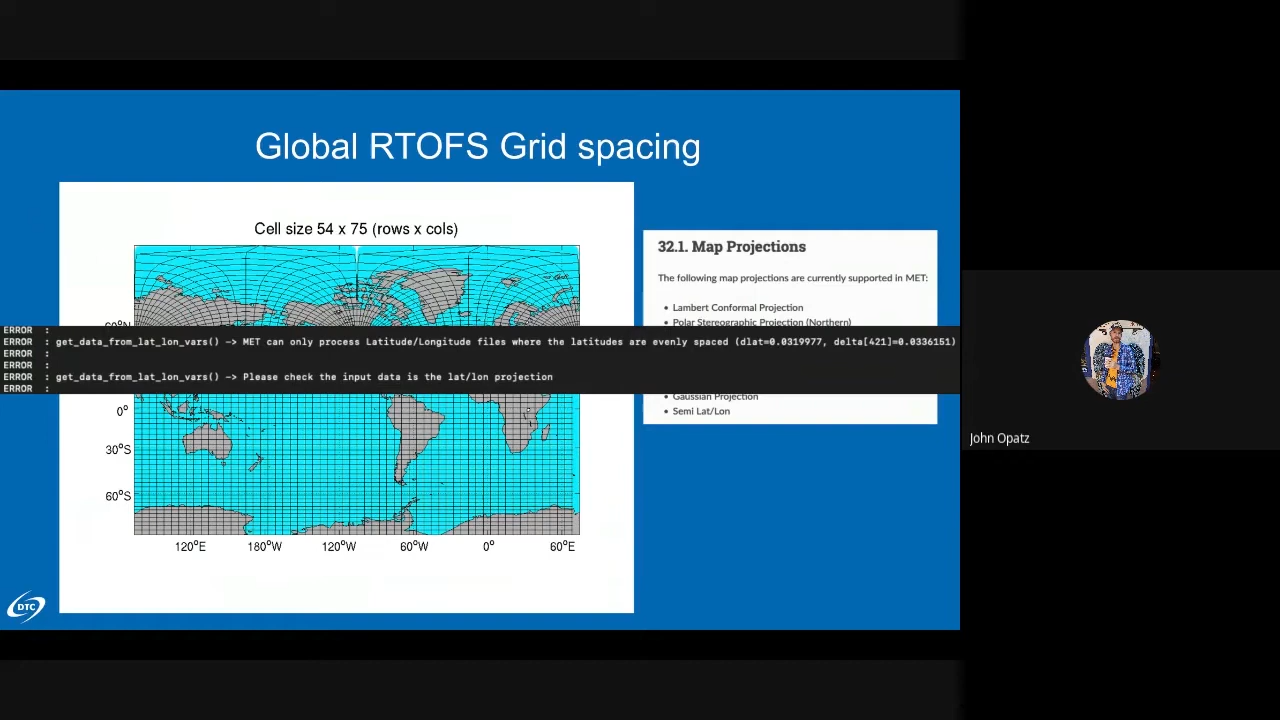 Global RTOFS Grid spacing
Cell size 54 x 75 (rows x cols)
32.1. Map Projections
The following map projections are currently supported in MET:
• Lambert Conformal Projection
• Polar Stereographic Projection (Northern)
ERROR :
ERROR : get_data_from_lat_lon_vars() -> MET can only process Latitude/Longitude files where the latitudes are evenly spaced (dlat=0.0319977, delta[421]=0.0336151)
ERROR :
ERROR :
ERROR : get_data_from_lat_lon_vars() -> Please check the input data is the lat/lon projection
ERROR :
• Gaussian Projection
• Semi Lat/Lon
60°N
0°
30°S
60°S
120°E 180°W 120°W 60°W 0° 60°E
DTC
John Opatz